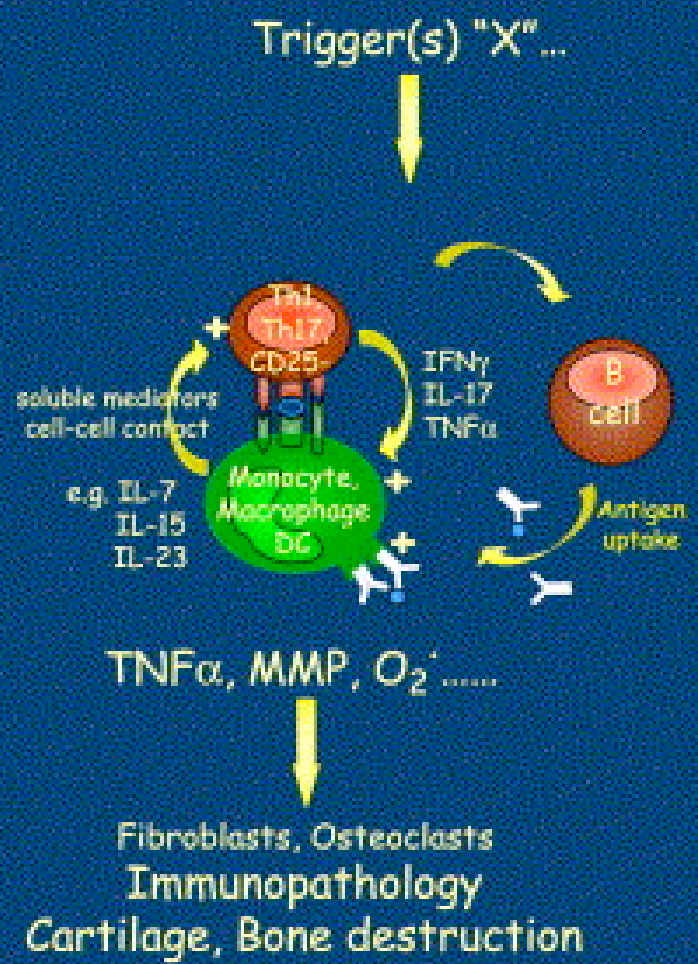 Trigger(s) "X"…
Th1,
Th17
CD25-
soluble mediators
cell-cell contact
e.g. IL-7
IL-15
IL-23
IFNγ
IL-17
TNFα
B
cell
Monocyte,
Macrophage
DC
Antigen
uptake
TNFα, MMP, O₂⁻……
Fibroblasts, Osteoclasts
Immunopathology
Cartilage, Bone destruction